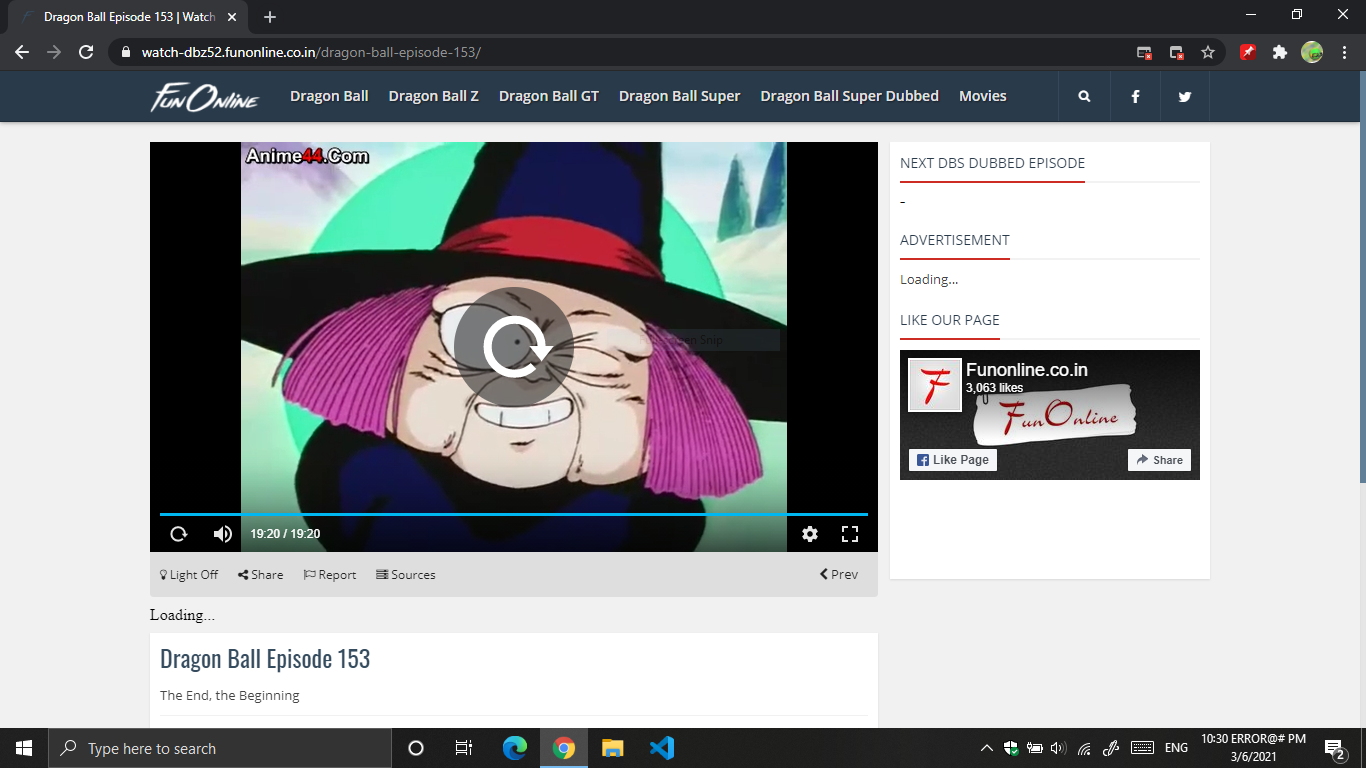 Dragon Ball Episode 153 | Watch
watch-dbz52.funonline.co.in/dragon-ball-episode-153/
FunOnline
Dragon Ball
Dragon Ball Z
Dragon Ball GT
Dragon Ball Super
Dragon Ball Super Dubbed
Movies
Anime44.Com
19:20 / 19:20
Light Off
Share
Report
Sources
Prev
Loading...
Dragon Ball Episode 153
The End, the Beginning
NEXT DBS DUBBED EPISODE
-
ADVERTISEMENT
Loading...
LIKE OUR PAGE
Funonline.co.in
3,063 likes
FunOnline
Like Page
Share
Type here to search
ENG
10:30 ERROR@# PM
3/6/2021
2